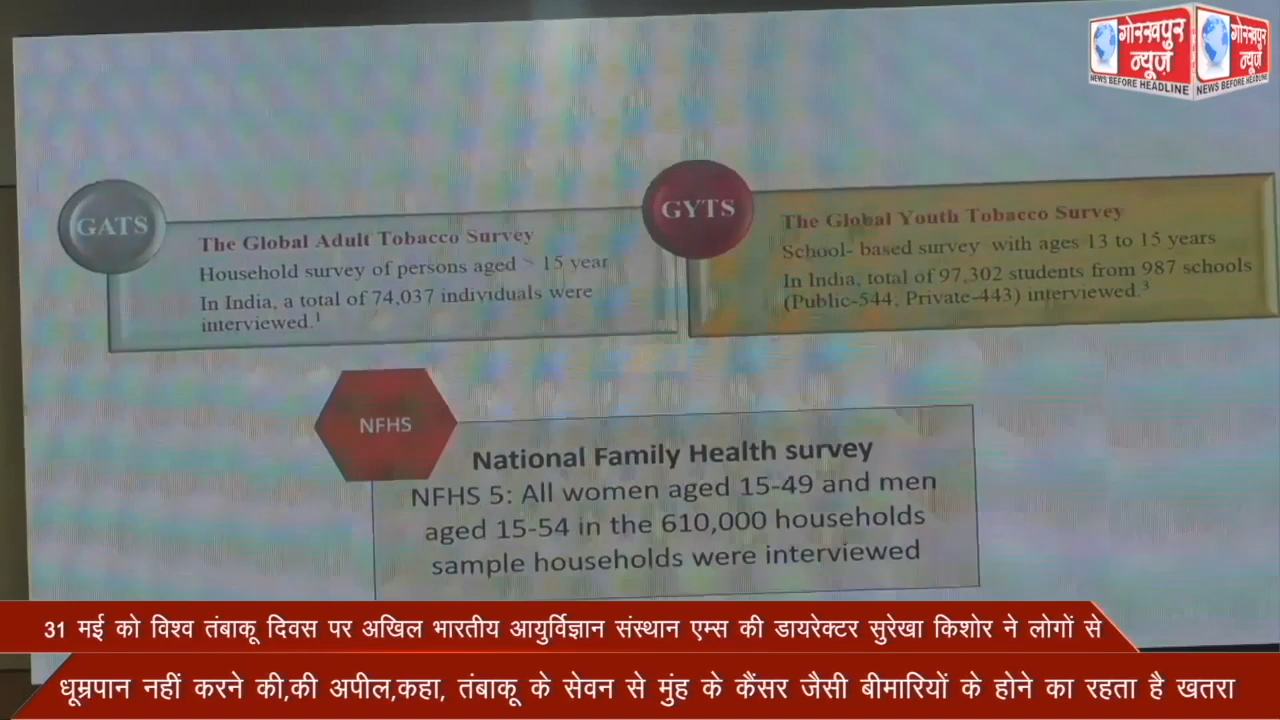 गोरखपुर
न्यूज़
NEWS BEFORE HEADLINE
गोरखपुर
न्यूज़
NEWS BEFORE HEADLINE
GATS
The Global Adult Tobacco Survey
Household survey of persons aged > 15 year
In India, a total of 74,037 individuals were
interviewed.1
GYTS
The Global Youth Tobacco Survey
School- based survey with ages 13 to 15 years
In India, total of 97,302 students from 987 schools
(Public-544, Private-443) interviewed.3
NFHS
National Family Health survey
NFHS 5: All women aged 15-49 and men
aged 15-54 in the 610,000 households
sample households were interviewed
31 मई को विश्व तंबाकू दिवस पर अखिल भारतीय आयुर्विज्ञान संस्थान एम्स की डायरेक्टर सुरेखा किशोर ने लोगों से
धूम्रपान नहीं करने की,की अपील,कहा, तंबाकू के सेवन से मुंह के कैंसर जैसी बीमारियों के होने का रहता है खतरा